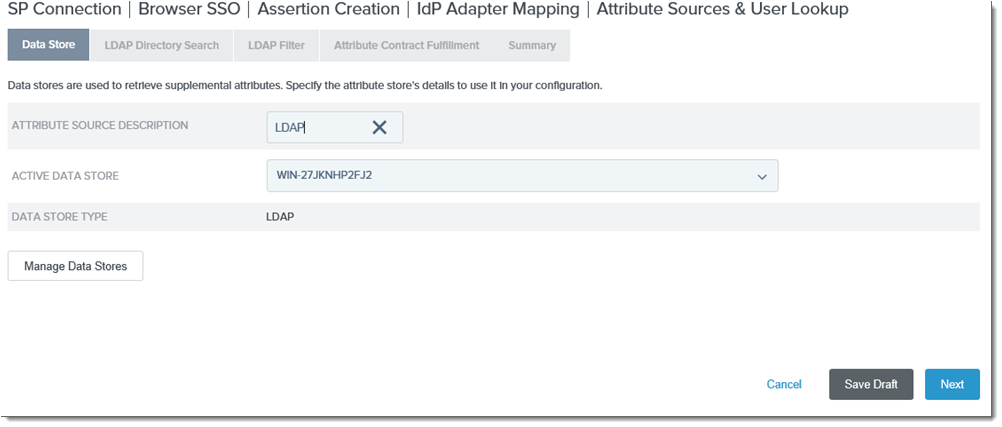 SP Connection | Browser SSO | Assertion Creation | IdP Adapter Mapping | Attribute Sources & User Lookup
Data Store LDAP Directory Search LDAP Filter Attribute Contract Fulfillment Summary
Data stores are used to retrieve supplemental attributes. Specify the attribute store's details to use it in your configuration.
ATTRIBUTE SOURCE DESCRIPTION LDAP
ACTIVE DATA STORE WIN-27JKNHP2FJ2
DATA STORE TYPE LDAP
Manage Data Stores
Cancel Save Draft Next